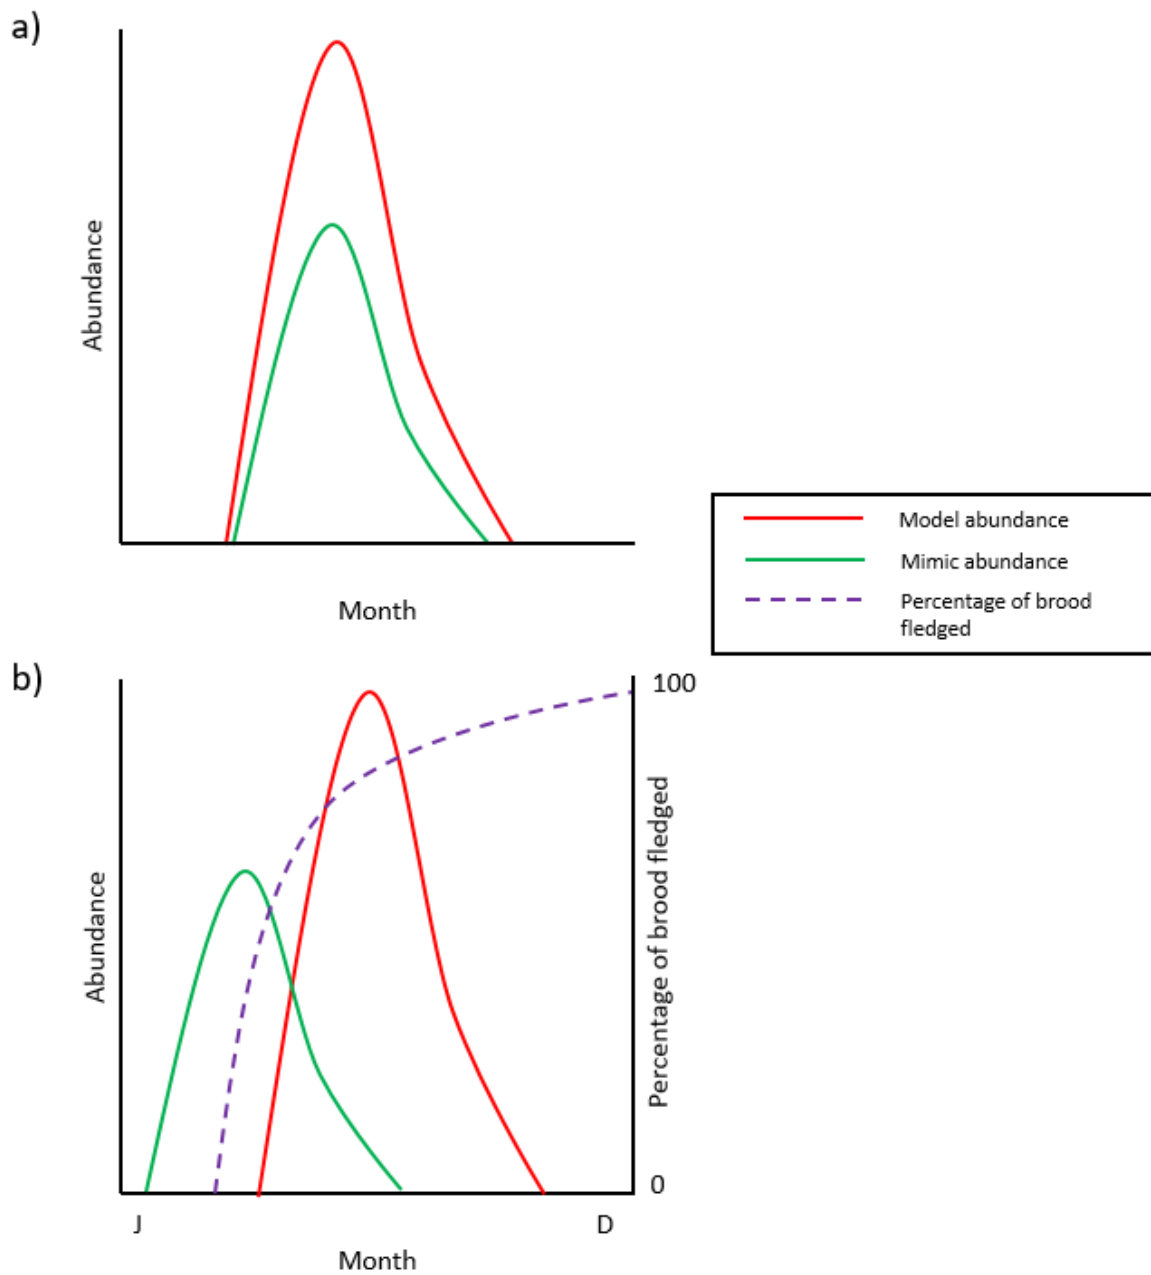 a)
Abundance
Month
Model abundance
Mimic abundance
Percentage of brood
fledged
b)
100
Abundance
Percentage of brood fledged
0
J
D
Month